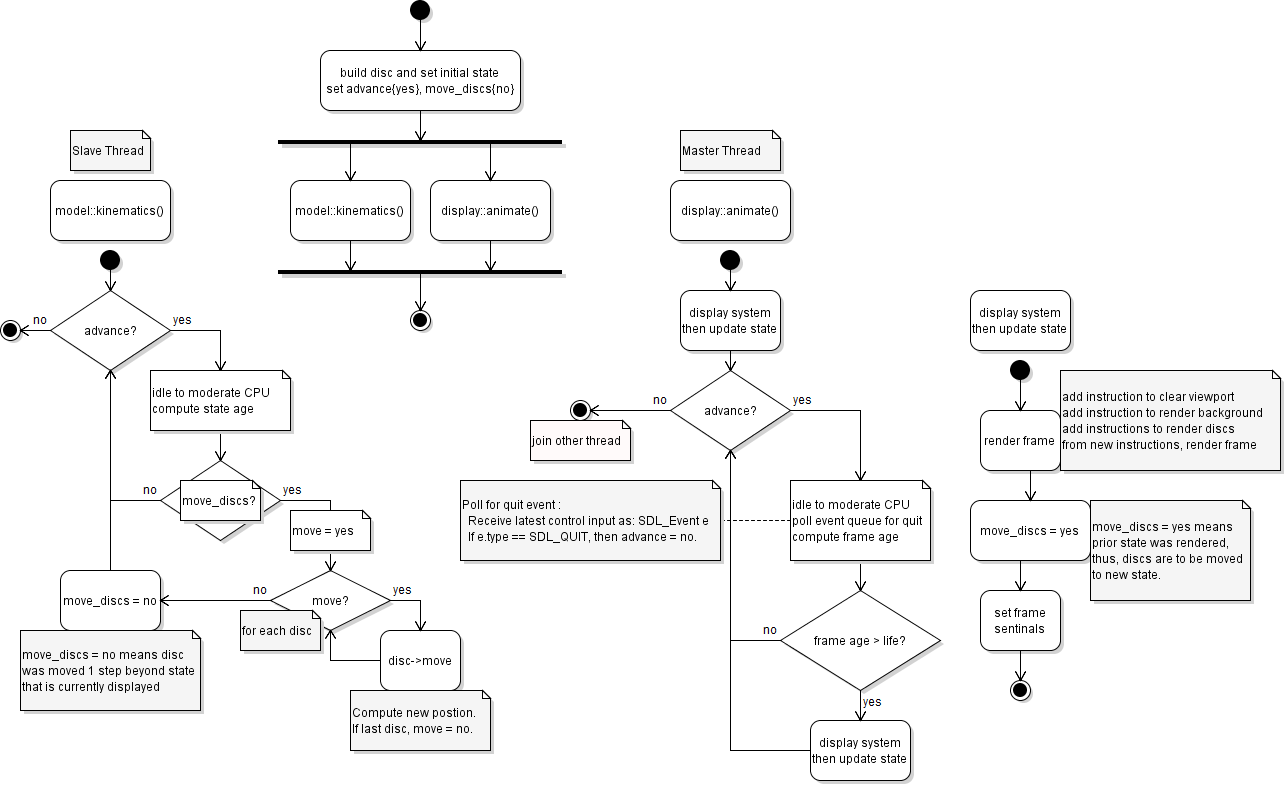 build disc and set initial state
set advance{yes}, move_discs{no}
Slave Thread
model::kinematics()
model::kinematics()
display::animate()
Master Thread
display::animate()
advance?
no
yes
idle to moderate CPU
compute state age
move_discs?
no
yes
move = yes
move?
no
yes
for each disc
disc->move
Compute new postion.
If last disc, move = no.
move_discs = no
move_discs = no means disc
was moved 1 step beyond state
that is currently displayed
display system
then update state
advance?
no
yes
join other thread
Poll for quit event :
Receive latest control input as: SDL_Event e
If e.type == SDL_QUIT, then advance = no.
idle to moderate CPU
poll event queue for quit
compute frame age
frame age > life?
no
yes
display system
then update state
display system
then update state
render frame
add instruction to clear viewport
add instruction to render background
add instructions to render discs
from new instructions, render frame
move_discs = yes
move_discs = yes means
prior state was rendered,
thus, discs are to be moved
to new state.
set frame
sentinals